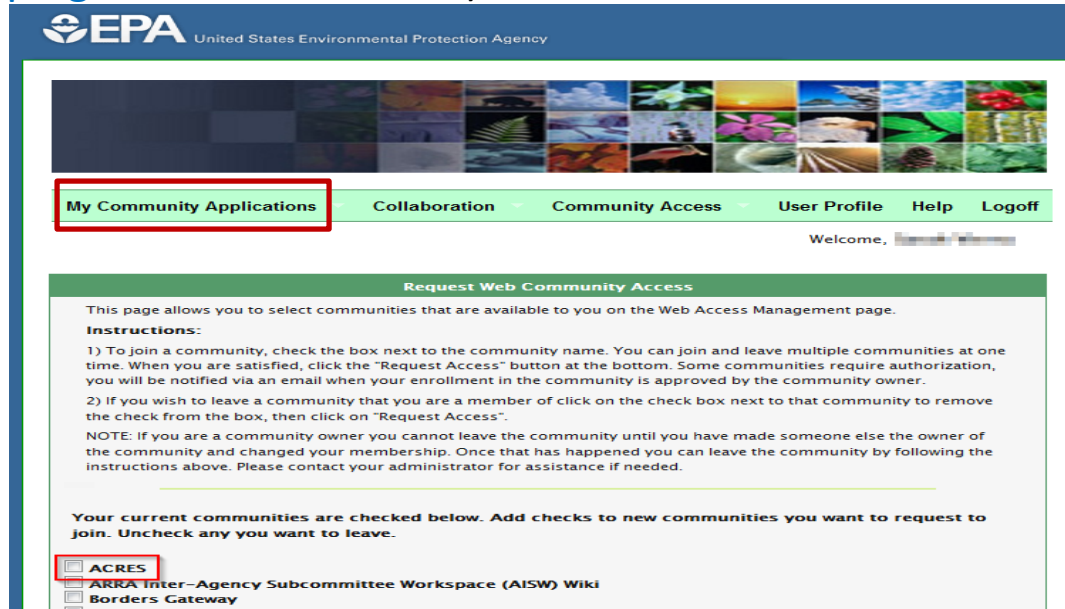 EPA United States Environmental Protection Agency
My Community Applications Collaboration Community Access User Profile Help Logoff
Welcome,
Request Web Community Access
This page allows you to select communities that are available to you on the Web Access Management page.
Instructions:
1) To join a community, check the box next to the community name. You can join and leave multiple communities at one
time. When you are satisfied, click the "Request Access" button at the bottom. Some communities require authorization,
you will be notified via an email when your enrollment in the community is approved by the community owner.
2) If you wish to leave a community that you are a member of click on the check box next to that community to remove
the check from the box, then click on "Request Access".
NOTE: If you are a community owner you cannot leave the community until you have made someone else the owner of
the community and changed your membership. Once that has happened you can leave the community by following the
instructions above. Please contact your administrator for assistance if needed.
Your current communities are checked below. Add checks to new communities you want to request to
join. Uncheck any you want to leave.
ACRES
ARRA Inter-Agency Subcommittee Workspace (AISW) Wiki
Borders Gateway